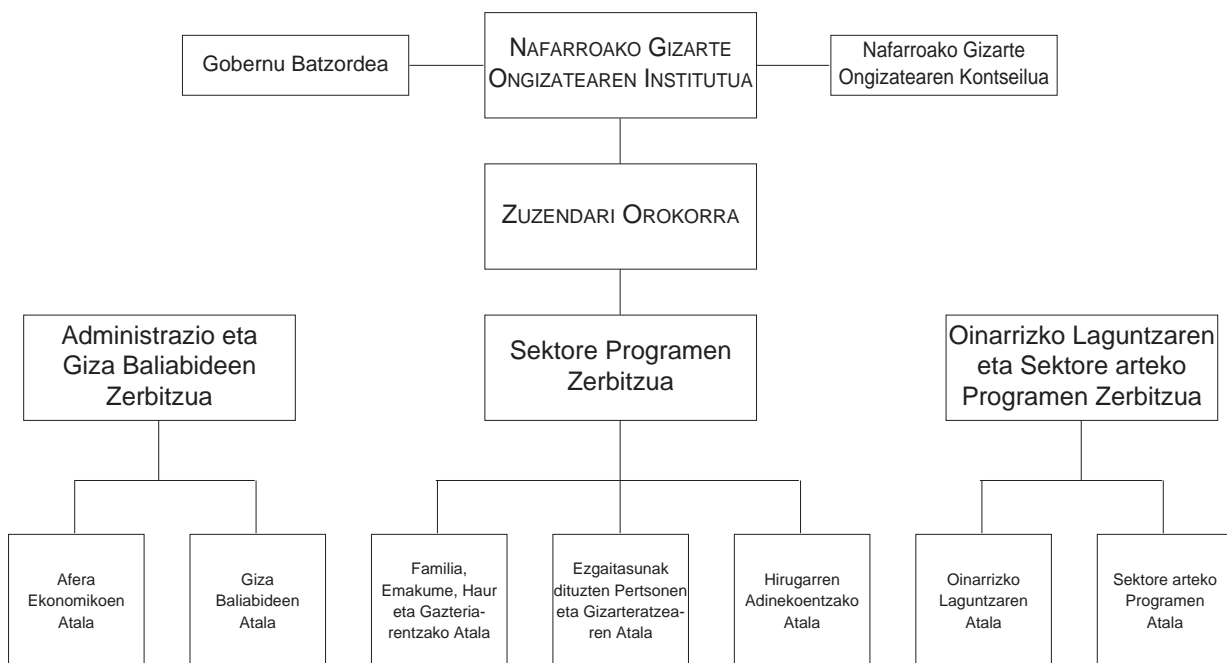 Gobernu Batzordea
NAFARROAKO GIZARTE
ONGIZATEAREN INSTITUTUA
Nafarroako Gizarte
Ongizatearen Kontseilua
ZUZENDARI OROKORRA
Administrazio eta
Giza Baliabideen
Zerbitzua
Sektore Programen
Zerbitzua
Oinarrizko Laguntzaren
eta Sektore arteko
Programen Zerbitzua
Afera
Ekonomikoen
Atala
Giza
Baliabideen
Atala
Familia,
Emakume, Haur
eta Gazteria-
rentzako Atala
Ezgaitasunak
dituzten Pertsonen
eta Gizarteratzea-
ren Atala
Hirugarren
Adinekoentzako
Atala
Oinarrizko
Laguntzaren
Atala
Sektore arteko
Programen
Atala